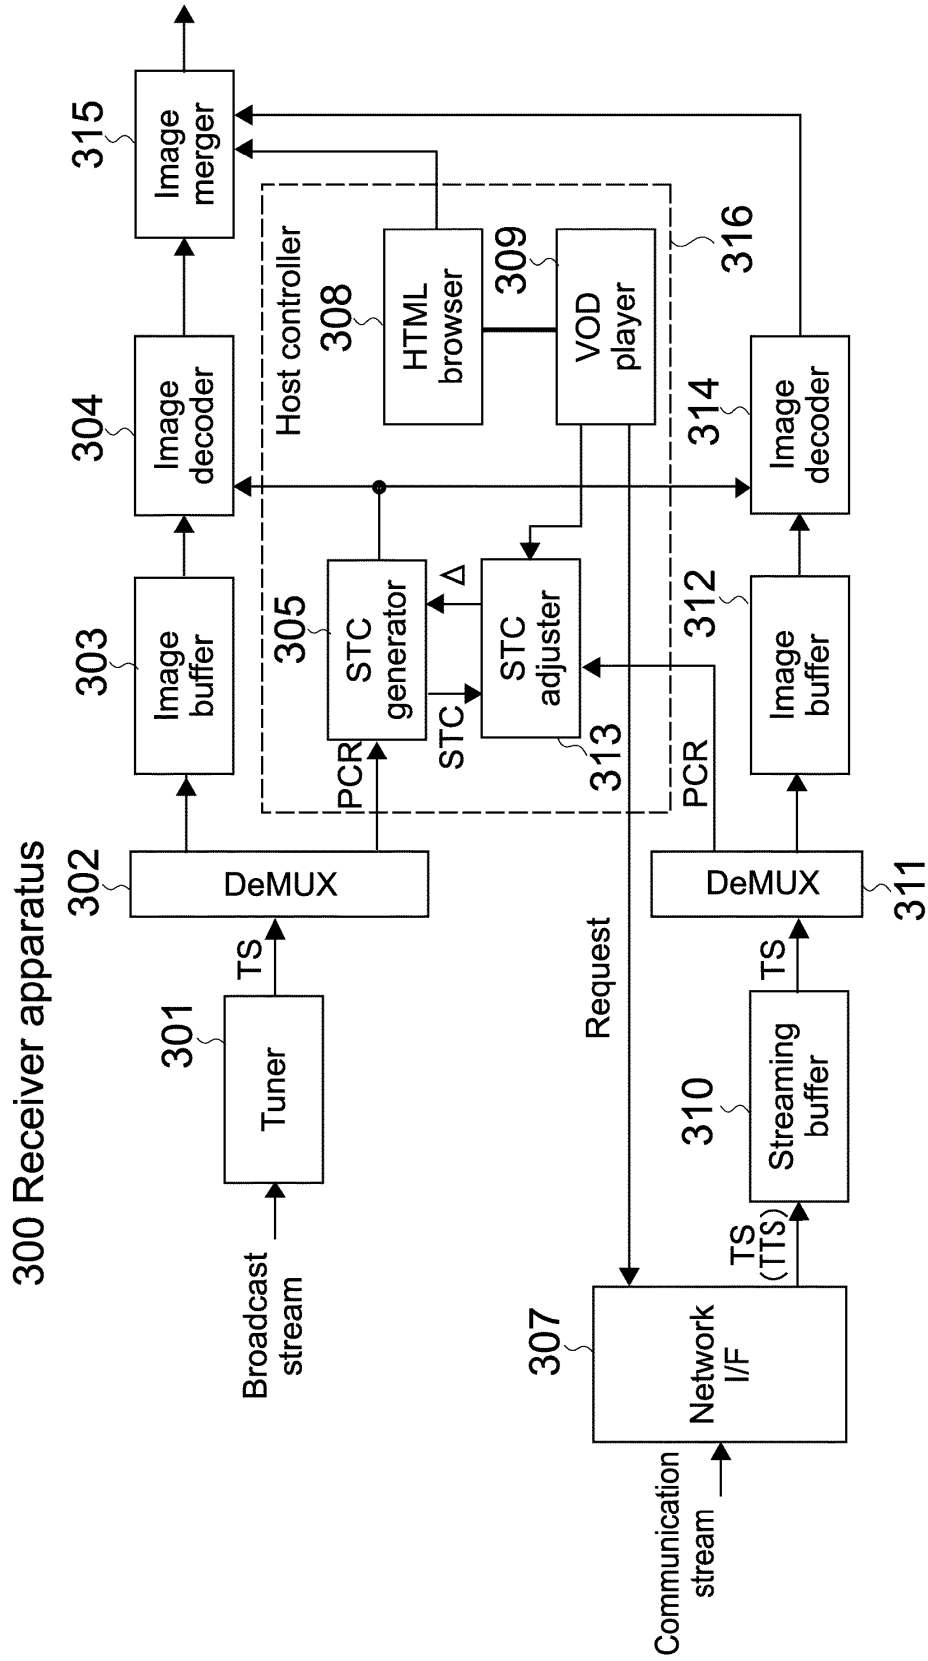 300 Receiver apparatus
Broadcast
stream
301
Tuner
TS
302
DeMUX
303
Image
buffer
304
Image
decoder
315
Image
merger
PCR
305
STC
generator
STC
Δ
313
STC
adjuster
Host controller
308
HTML
browser
309
VOD
player
316
Request
Communication
stream
307
Network
I/F
TS
(TTS)
310
Streaming
buffer
TS
311
DeMUX
PCR
312
Image
buffer
314
Image
decoder